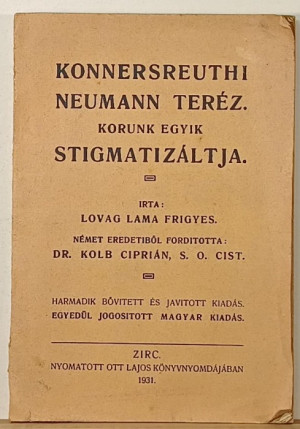 KONNERSREUTHI
NEUMANN TERÉZ.
KORUNK EGYIK
STIGMATIZÁLTJA.
IRTA:
LOVAG LAMA FRIGYES.
NÉMET EREDETIBŐL FORDITOTTA:
DR. KOLB CIPRIÁN, S. O. CIST.
HARMADIK BŐVITETT ÉS JAVITOTT KIADÁS.
EGYEDÜL JOGOSITOTT MAGYAR KIADÁS.
ZIRC.
NYOMATOTT OTT LAJOS KÖNYVNYOMDÁJÁBAN
1931.